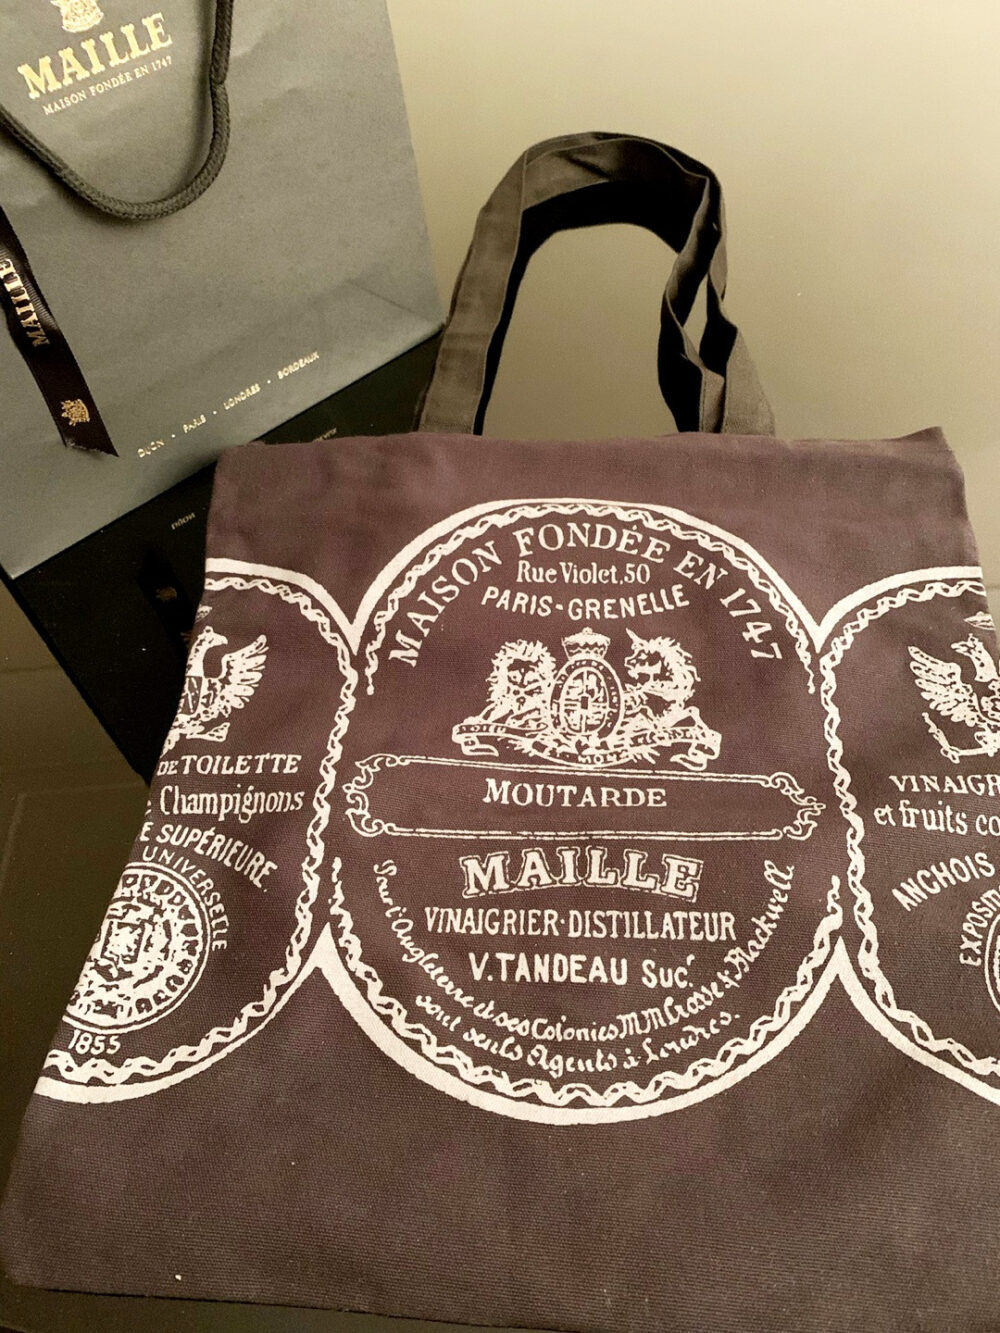 MAILLE
MAISON FONDÉE EN 1747
MAILLE
DIJON • PARIS • LONDRES • BORDEAUX
MAISON FONDÉE EN 1747
Rue Violet, 50
PARIS-GRENELLE
MOUTARDE
MAILLE
VINAIGRIER-DISTILLATEUR
V. TANDEAU Sucr.
Pour l'Angleterre et ses Colonies M M Crosse & Blackwell
sont seuls Agents à Londres.
DE TOILETTE
Champignons
É SUPÉRIEURE.
UNIVERSELLE
1855
VINAIGR
et fruits co
ANCHOIS
EXPOSI